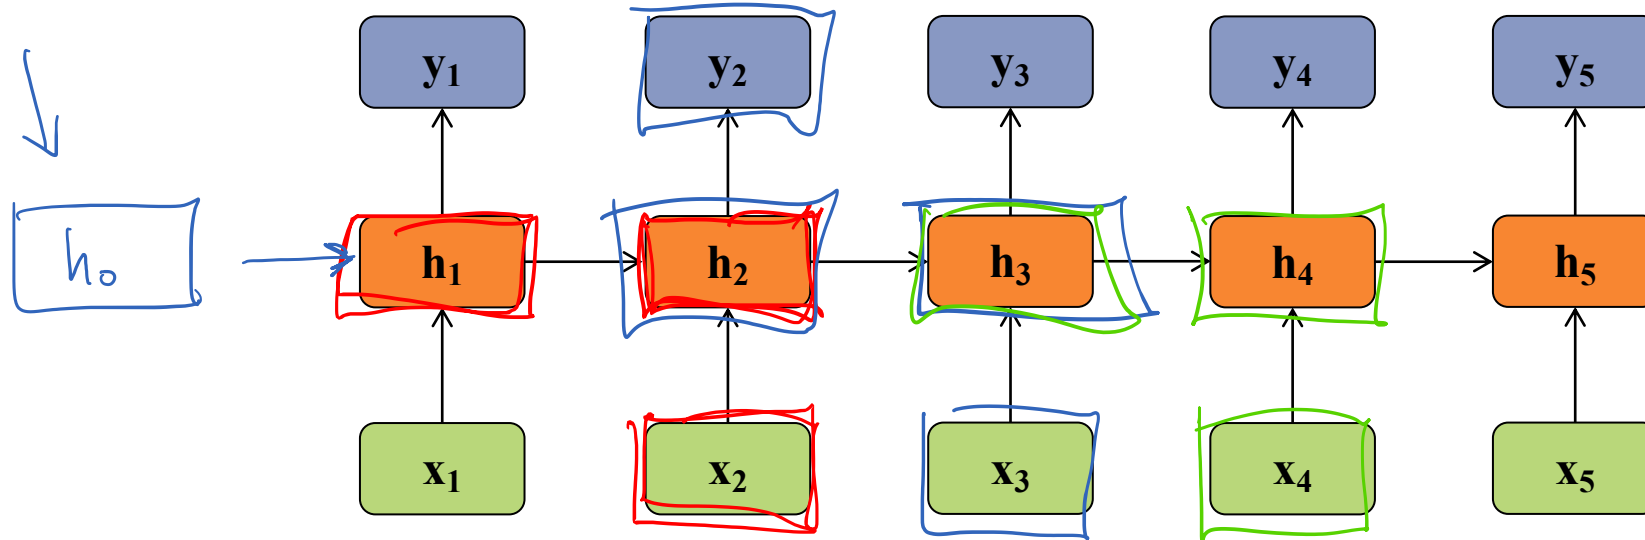 y₁ y₂ y₃ y₄ y₅
h₀ h₁ h₂ h₃ h₄ h₅
x₁ x₂ x₃ x₄ x₅